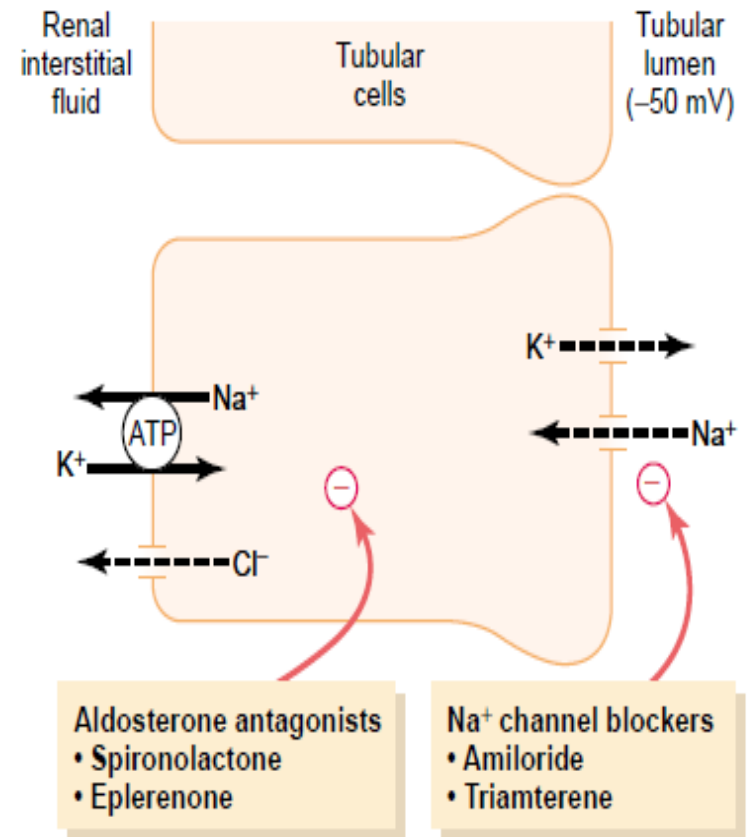 Renal
interstitial
fluid
Tubular
cells
Tubular
lumen
(–50 mV)
K+
Na+
Na+
ATP
K+
–
–
Cl–
Aldosterone antagonists
• Spironolactone
• Eplerenone
Na+ channel blockers
• Amiloride
• Triamterene